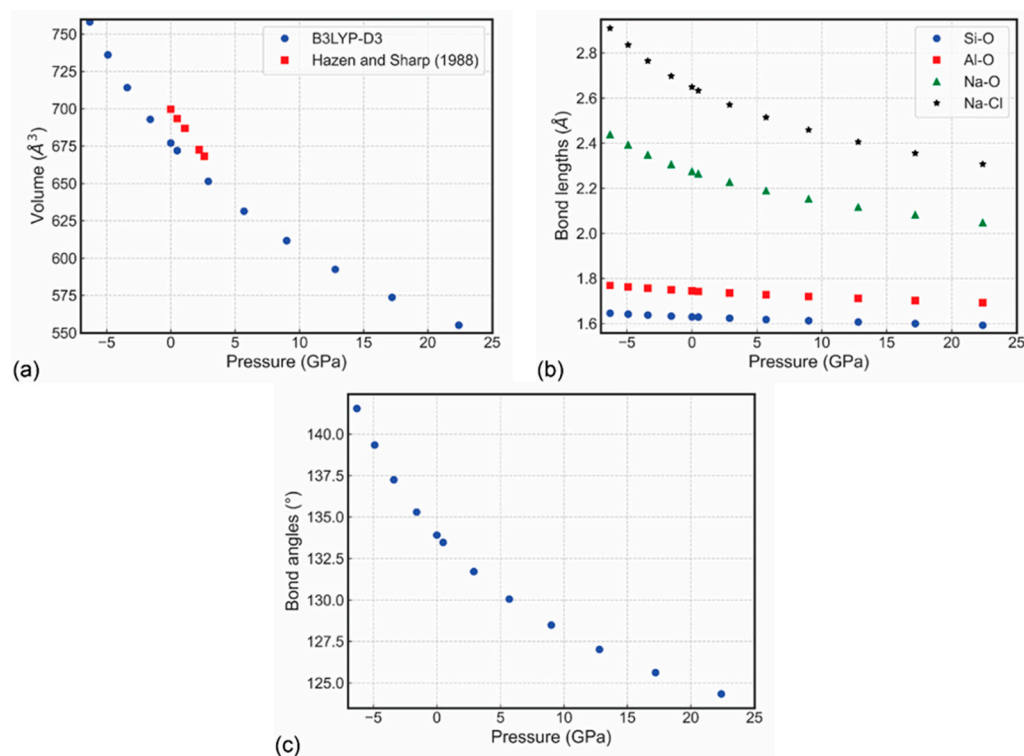 750
725
700
675
650
625
600
575
550
Volume (Å³)
B3LYP-D3
Hazen and Sharp (1988)
−5 0 5 10 15 20 25
Pressure (GPa)
(a)
2.8
2.6
2.4
2.2
2.0
1.8
1.6
Bond lengths (Å)
Si-O
Al-O
Na-O
Na-Cl
−5 0 5 10 15 20 25
Pressure (GPa)
(b)
140.0
137.5
135.0
132.5
130.0
127.5
125.0
Bond angles (°)
−5 0 5 10 15 20 25
Pressure (GPa)
(c)